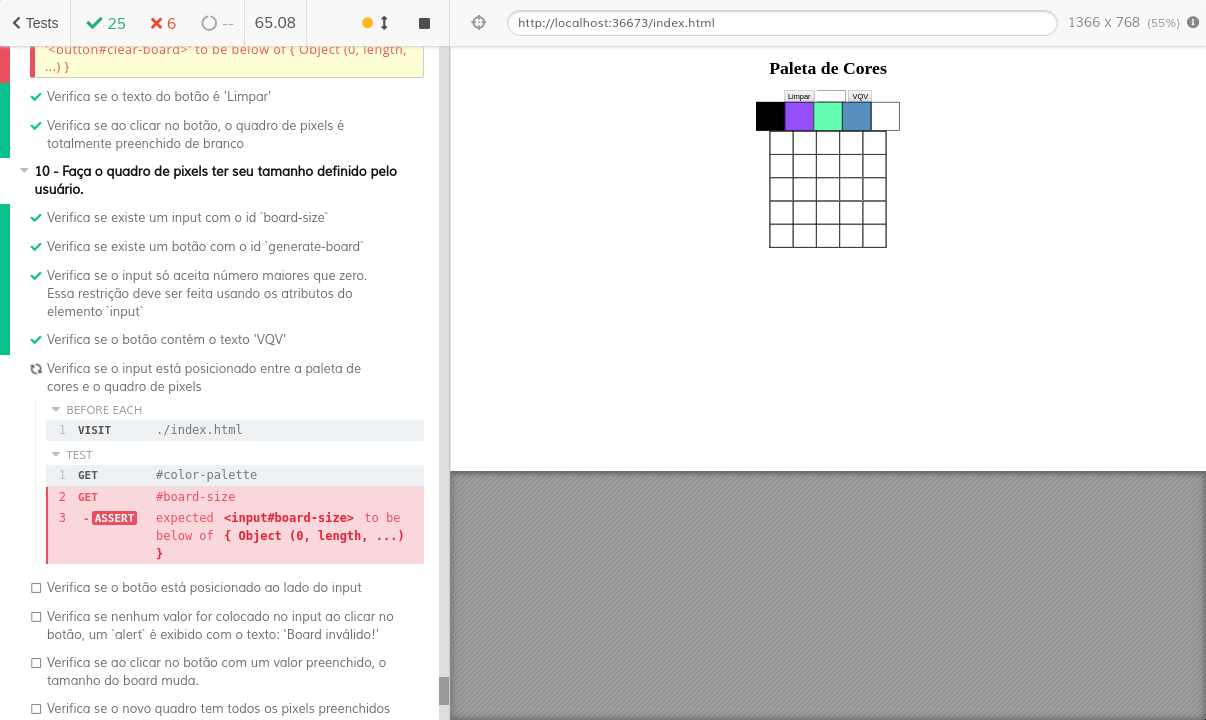 Tests
25
6
--
65.08
http://localhost:36673/index.html
1366 x 768 (55%)
'<button#clear-board>' to be below of { Object (0, length,
...) }
Verifica se o texto do botão é 'Limpar'
Verifica se ao clicar no botão, o quadro de pixels é
totalmente preenchido de branco
10 - Faça o quadro de pixels ter seu tamanho definido pelo
usuário.
Verifica se existe um input com o id `board-size`
Verifica se existe um botão com o id `generate-board`
Verifica se o input só aceita número maiores que zero.
Essa restrição deve ser feita usando os atributos do
elemento `input`
Verifica se o botão contém o texto 'VQV'
Verifica se o input está posicionado entre a paleta de
cores e o quadro de pixels
BEFORE EACH
1 VISIT ./index.html
TEST
1 GET #color-palette
2 GET #board-size
3 -ASSERT expected <input#board-size> to be
below of { Object (0, length, ...)
}
Verifica se o botão está posicionado ao lado do input
Verifica se nenhum valor for colocado no input ao clicar no
botão, um `alert` é exibido com o texto: 'Board inválido!'
Verifica se ao clicar no botão com um valor preenchido, o
tamanho do board muda.
Verifica se o novo quadro tem todos os pixels preenchidos
Paleta de Cores
Limpar
VQV